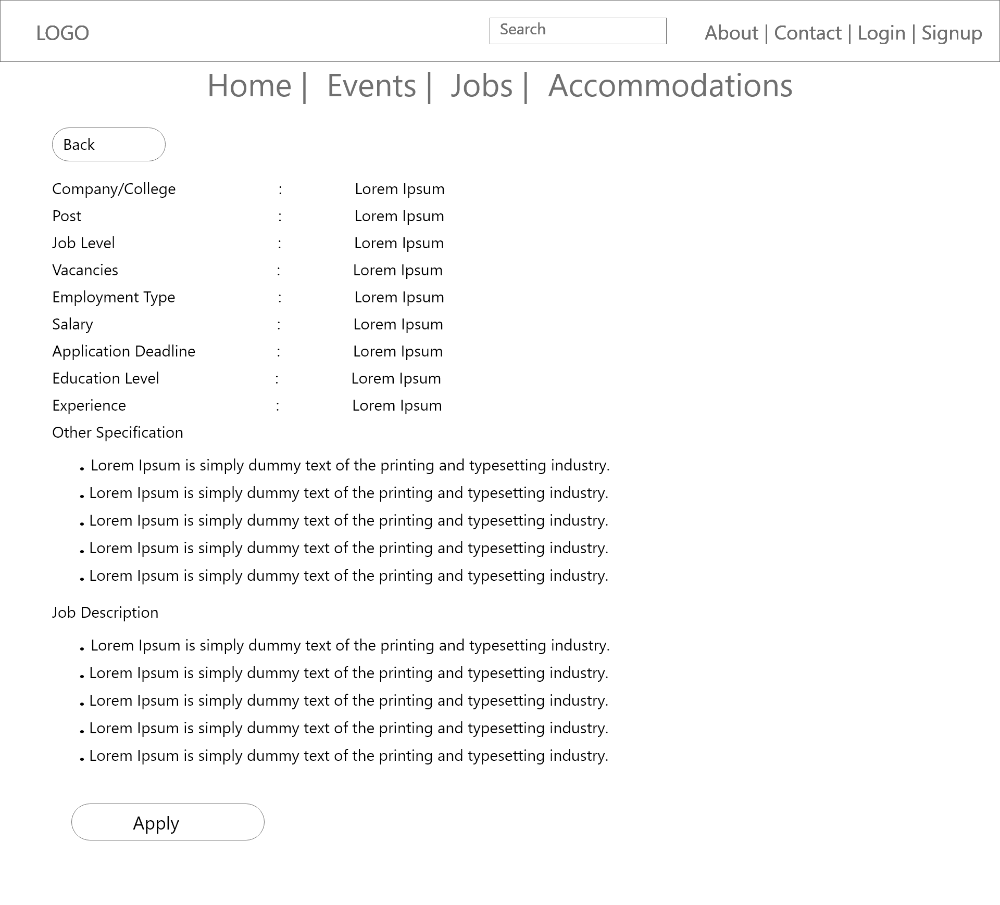 LOGO Search About | Contact | Login | Signup
Home | Events | Jobs | Accommodations
Back
Company/College : Lorem Ipsum
Post : Lorem Ipsum
Job Level : Lorem Ipsum
Vacancies : Lorem Ipsum
Employment Type : Lorem Ipsum
Salary : Lorem Ipsum
Application Deadline : Lorem Ipsum
Education Level : Lorem Ipsum
Experience : Lorem Ipsum
Other Specification
. Lorem Ipsum is simply dummy text of the printing and typesetting industry.
. Lorem Ipsum is simply dummy text of the printing and typesetting industry.
. Lorem Ipsum is simply dummy text of the printing and typesetting industry.
. Lorem Ipsum is simply dummy text of the printing and typesetting industry.
. Lorem Ipsum is simply dummy text of the printing and typesetting industry.
Job Description
. Lorem Ipsum is simply dummy text of the printing and typesetting industry.
. Lorem Ipsum is simply dummy text of the printing and typesetting industry.
. Lorem Ipsum is simply dummy text of the printing and typesetting industry.
. Lorem Ipsum is simply dummy text of the printing and typesetting industry.
. Lorem Ipsum is simply dummy text of the printing and typesetting industry.
Apply